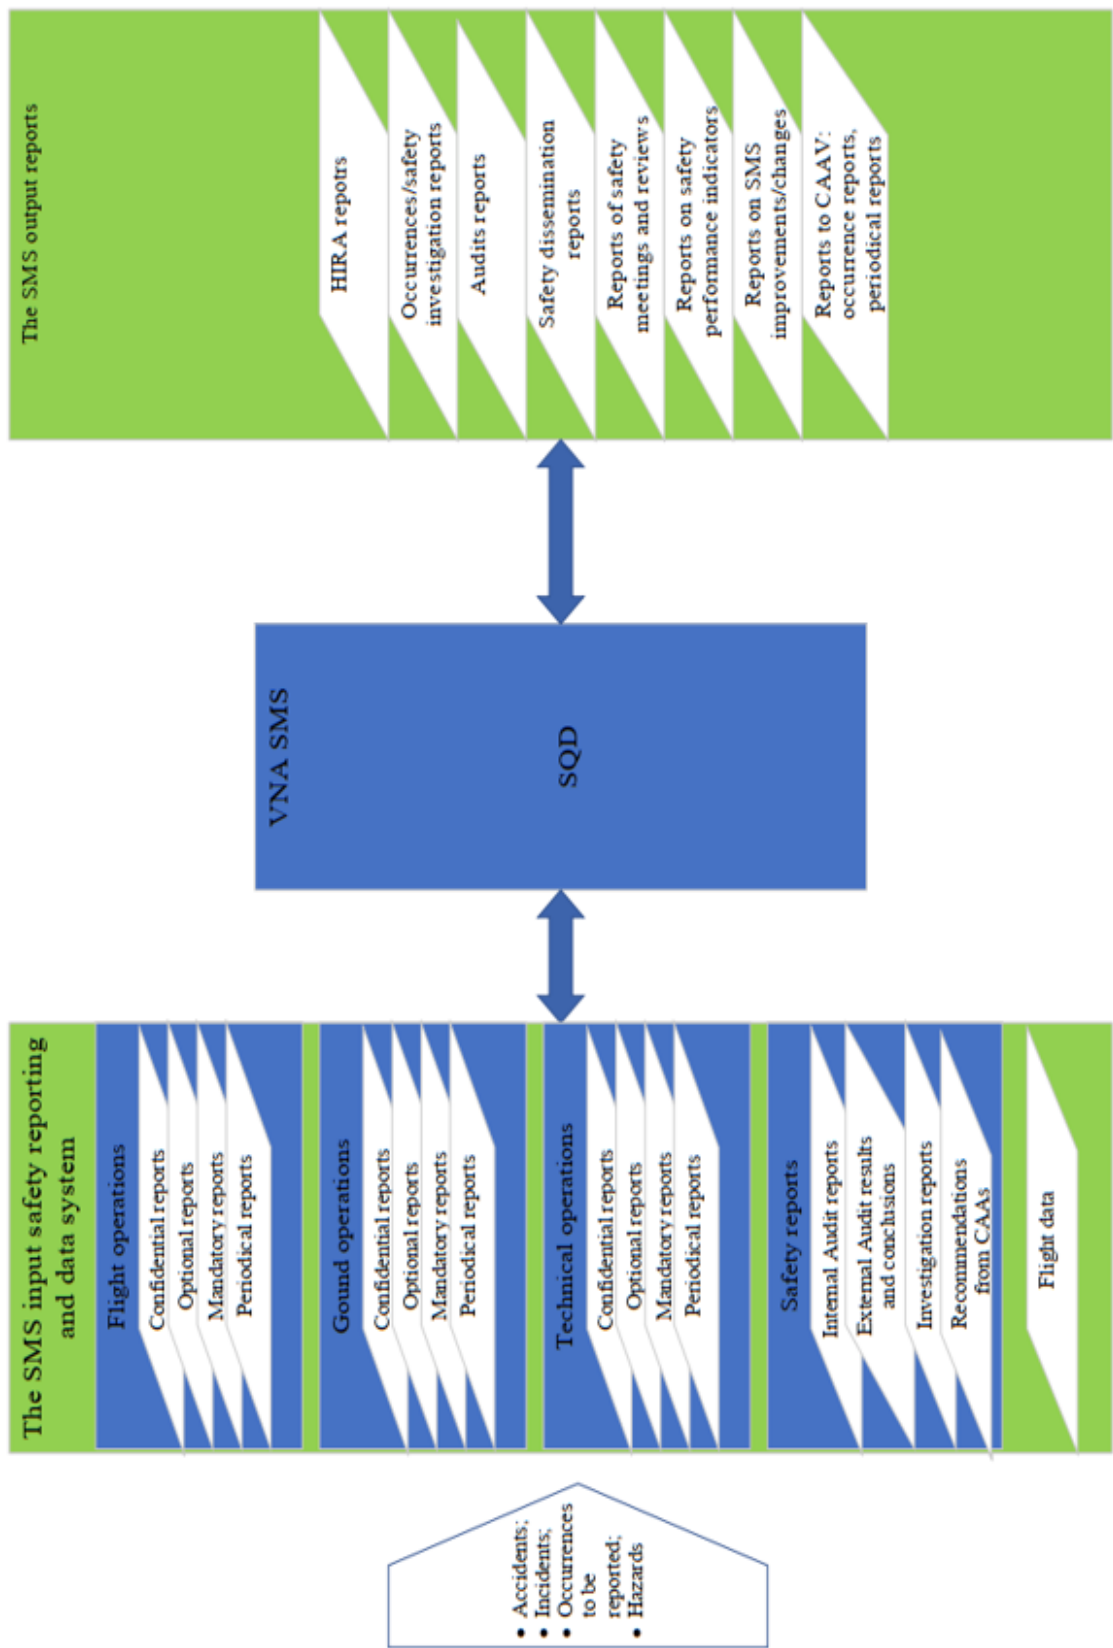 • Accidents;
• Incidents;
• Occurrences
to be
reported;
• Hazards
The SMS input safety reporting
and data system
Flight operations
Confidential reports
Optional reports
Mandatory reports
Periodical reports
Gound operations
Confidential reports
Optional reports
Mandatory reports
Periodical reports
Technical operations
Confidential reports
Optional reports
Mandatory reports
Periodical reports
Safety reports
Internal Audit reports
External Audit results
and conclusions
Investigation reports
Recommendations
from CAAs
Flight data
VNA SMS
SQD
The SMS output reports
HIRA repotrs
Occurrences/safety
investigation reports
Audits reports
Safety dissemination
reports
Reports of safety
meetings and reviews
Reports on safety
performance indicators
Reports on SMS
improvements/changes
Reports to CAAV:
occurrence reports,
periodical reports